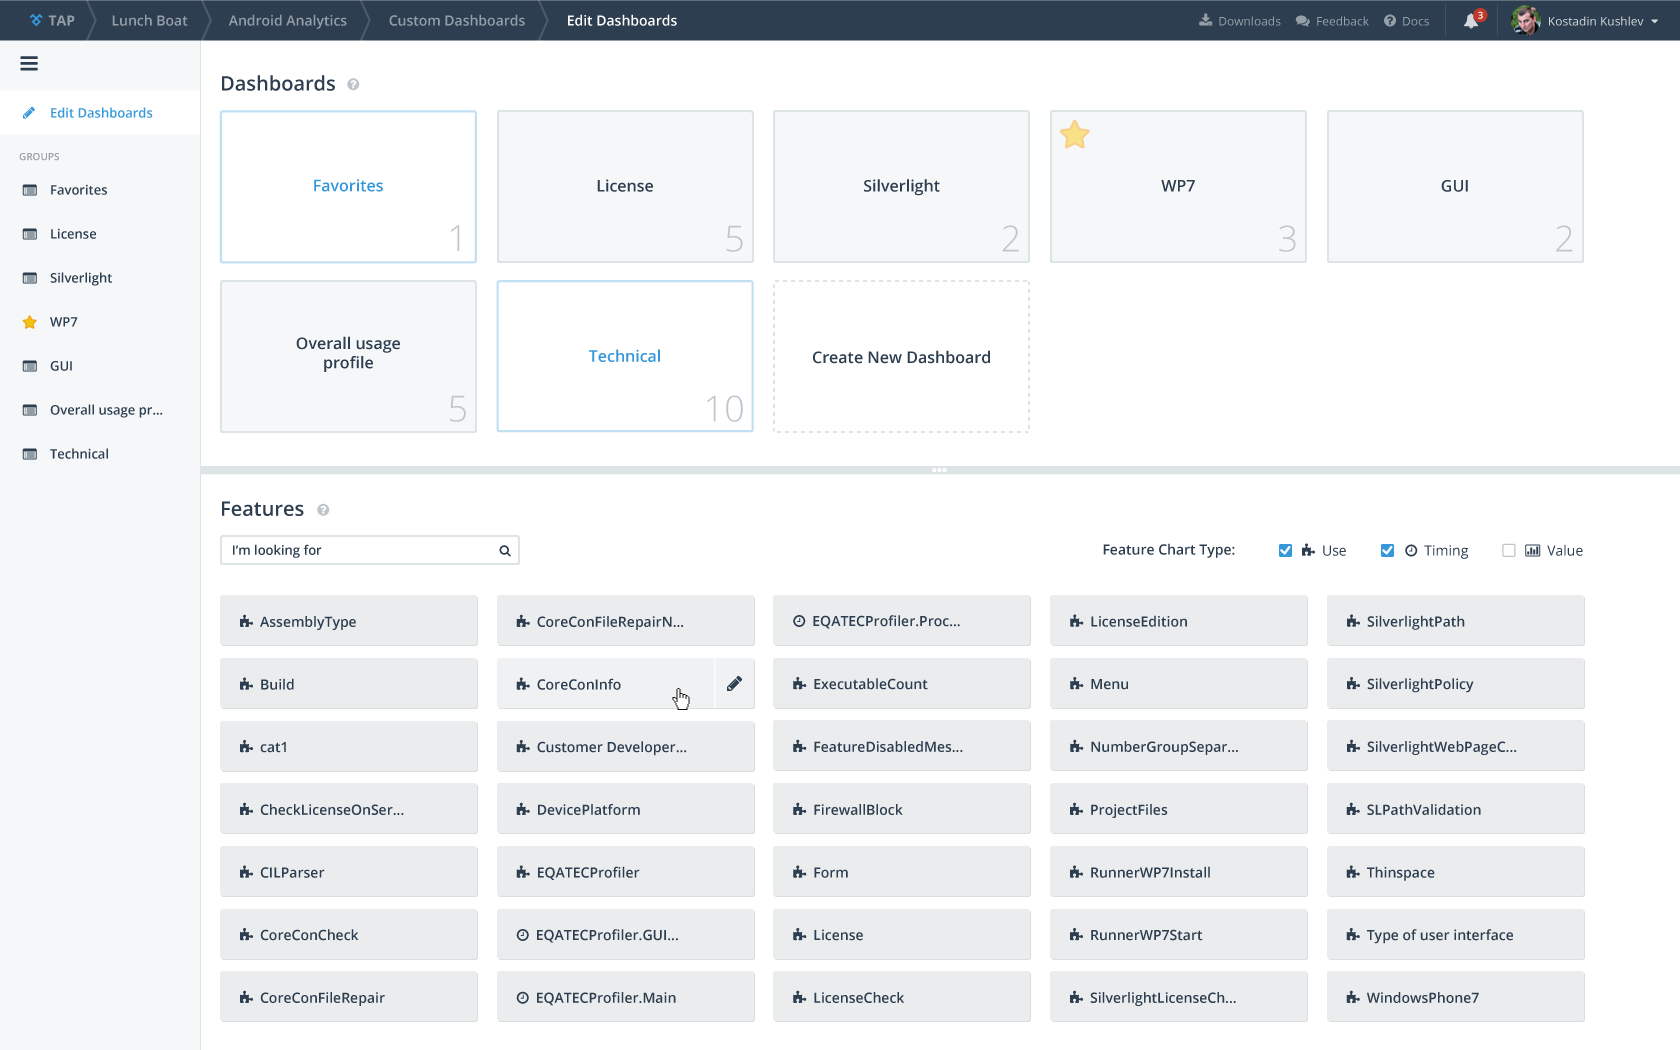 TAP
Lunch Boat
Android Analytics
Custom Dashboards
Edit Dashboards
Downloads
Feedback
Docs
3
Kostadin Kushlev
Edit Dashboards
GROUPS
Favorites
License
Silverlight
WP7
GUI
Overall usage pr...
Technical
Dashboards ?
Favorites
1
License
5
Silverlight
2
WP7
3
GUI
2
Overall usage
profile
5
Technical
10
Create New Dashboard
Features ?
I'm looking for
Feature Chart Type:
Use
Timing
Value
AssemblyType
CoreConFileRepairN...
EQATECProfiler.Proc...
LicenseEdition
SilverlightPath
Build
CoreConInfo
ExecutableCount
Menu
SilverlightPolicy
cat1
Customer Developer...
FeatureDisabledMes...
NumberGroupSepar...
SilverlightWebPageC...
CheckLicenseOnSer...
DevicePlatform
FirewallBlock
ProjectFiles
SLPathValidation
CILParser
EQATECProfiler
Form
RunnerWP7Install
Thinspace
CoreConCheck
EQATECProfiler.GUI...
License
RunnerWP7Start
Type of user interface
CoreConFileRepair
EQATECProfiler.Main
LicenseCheck
SilverlightLicenseCh...
WindowsPhone7